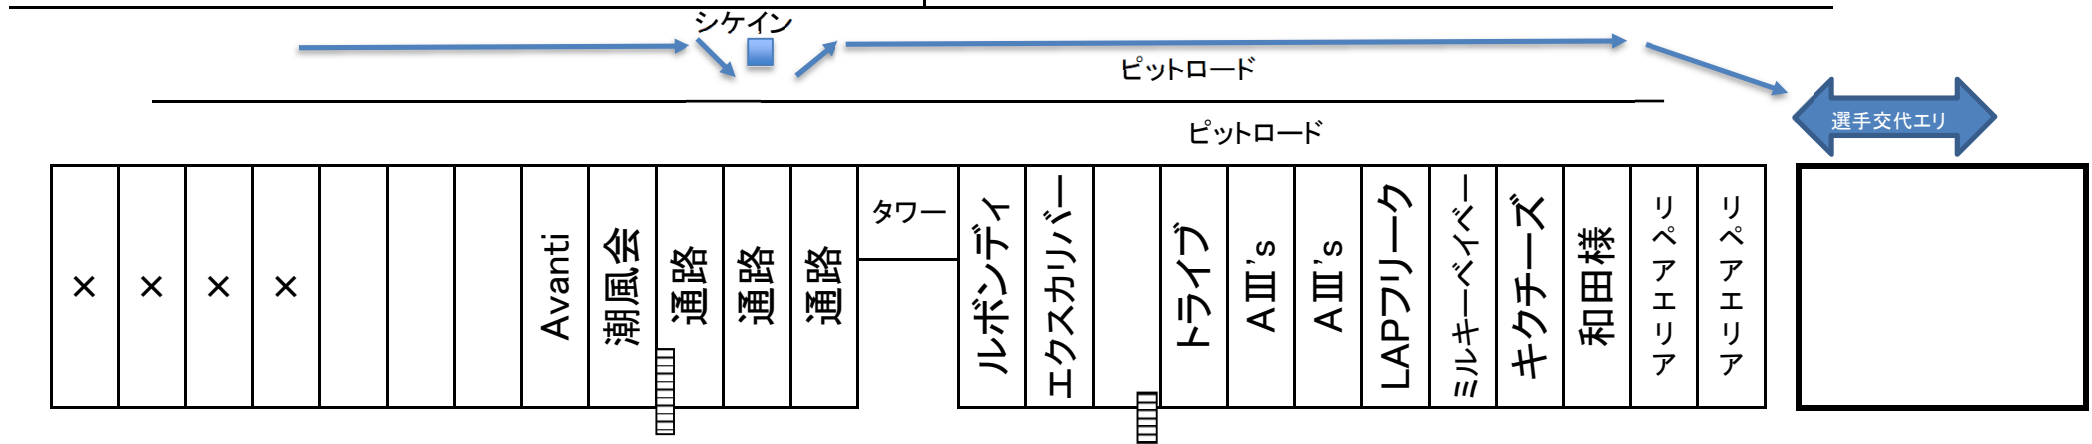 シケイン
ピットロード
選手交代エリ
ピットロード
×
×
×
×
Avanti
潮風会
通路
通路
通路
タワー
ルボンディ
エクスカリバー
トライブ
AⅢ's
AⅢ's
LAPフリーク
ミルキーベイベー
キクチーズ
和田様
リペアエリア
リペアエリア